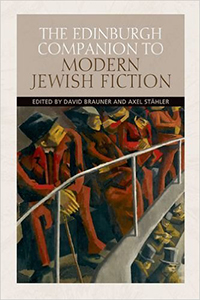 THE EDINBURGH
COMPANION TO
MODERN
JEWISH FICTION
EDITED BY DAVID BRAUNER AND AXEL STÄHLER